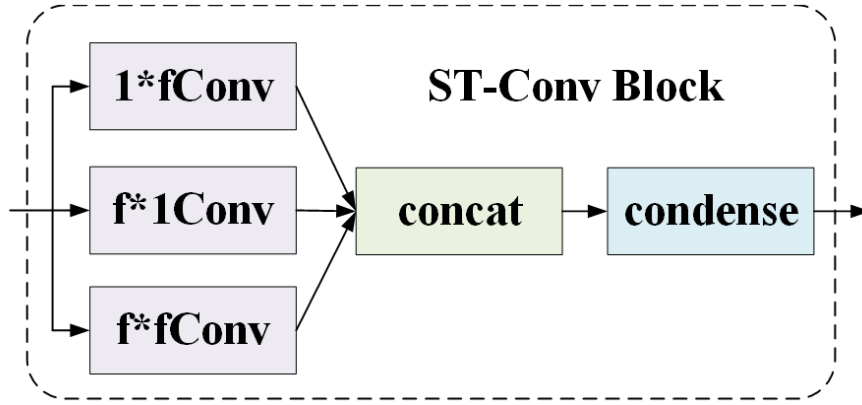 1*fConv
ST-Conv Block
f*1Conv
concat
condense
f*fConv